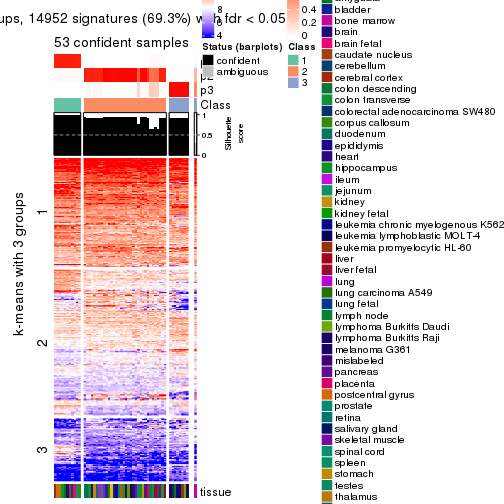 ups, 14952 signatures (69.3%) with fdr < 0.05
53 confident samples
p2
p3
Class
1
0.5
0
Silhouette
score
k-means with 3 groups
1
2
3
tissue
8
6
4
0.4
0.2
0
Status (barplots)
confident
ambiguous
Class
1
2
3
bladder
bone marrow
brain
brain fetal
caudate nucleus
cerebellum
cerebral cortex
colon descending
colon transverse
colorectal adenocarcinoma SW480
corpus callosum
duodenum
epididymis
heart
hippocampus
ileum
jejunum
kidney
kidney fetal
leukemia chronic myelogenous K562
leukemia lymphoblastic MOLT-4
leukemia promyelocytic HL-60
liver
liver fetal
lung
lung carcinoma A549
lung fetal
lymph node
lymphoma Burkitts Daudi
lymphoma Burkitts Raji
melanoma G361
mislabeled
pancreas
placenta
postcentral gyrus
prostate
retina
salivary gland
skeletal muscle
spinal cord
spleen
stomach
testes
thalamus